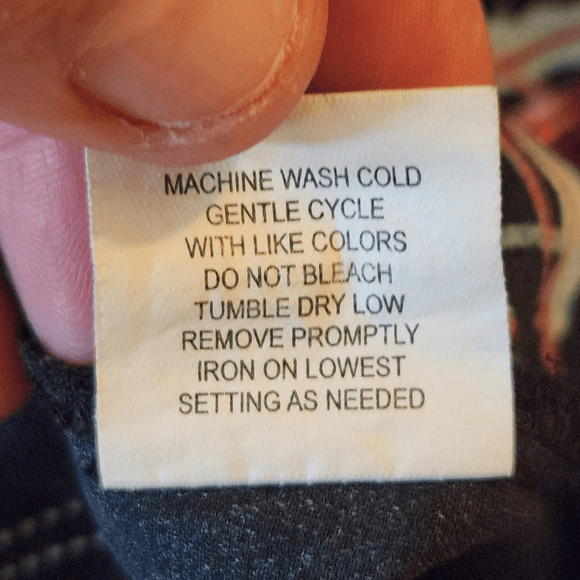 MACHINE WASH COLD
GENTLE CYCLE
WITH LIKE COLORS
DO NOT BLEACH
TUMBLE DRY LOW
REMOVE PROMPTLY
IRON ON LOWEST
SETTING AS NEEDED